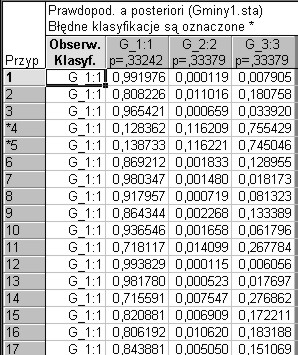 Prawdopod. a posteriori (Gminy1.sta)
Błędne klasyfikacje są oznaczone *
Obserw. G_1:1 G_2:2 G_3:3
Przyp Klasyf. p=,33242 p=,33379 p=,33379
1 G_1:1 0,991976 0,000119 0,007905
2 G_1:1 0,808226 0,011016 0,180758
3 G_1:1 0,965421 0,000659 0,033920
*4 G_1:1 0,128362 0,116209 0,755429
*5 G_1:1 0,138733 0,116221 0,745046
6 G_1:1 0,869212 0,001833 0,128955
7 G_1:1 0,980347 0,001480 0,018173
8 G_1:1 0,917957 0,000719 0,081323
9 G_1:1 0,864344 0,002268 0,133389
10 G_1:1 0,936546 0,001658 0,061796
11 G_1:1 0,718117 0,014099 0,267784
12 G_1:1 0,993829 0,000115 0,006056
13 G_1:1 0,981780 0,000523 0,017697
14 G_1:1 0,715591 0,007547 0,276862
15 G_1:1 0,820881 0,006909 0,172211
16 G_1:1 0,806192 0,010620 0,183188
17 G_1:1 0,843881 0,005050 0,151069